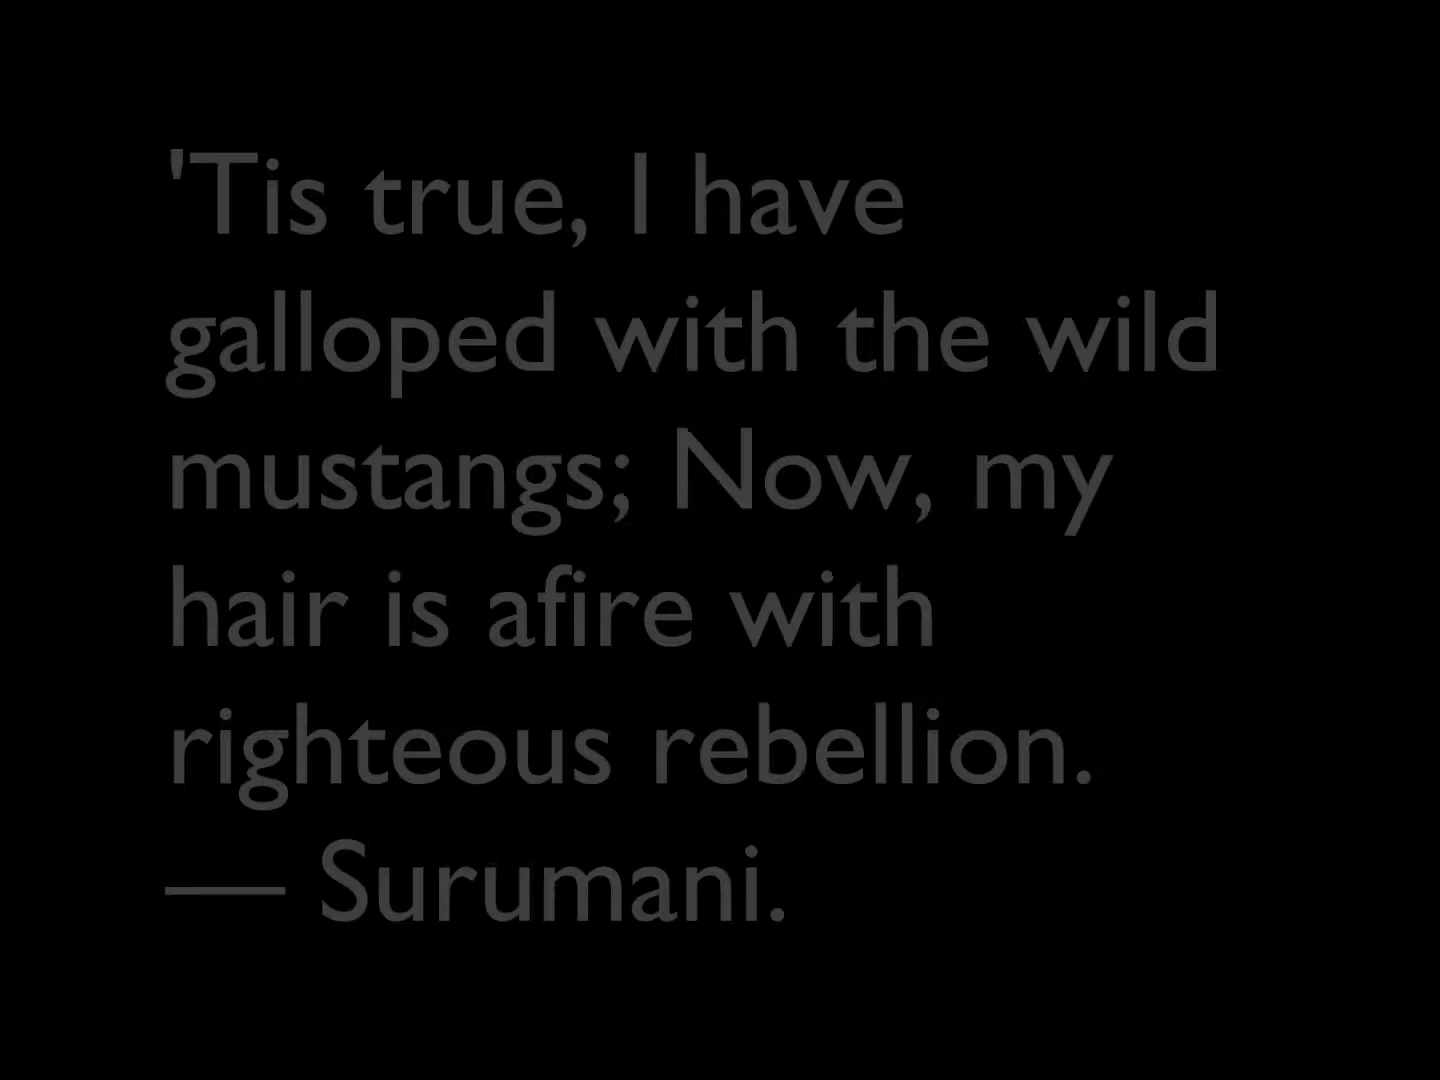 'Tis true, I have
galloped with the wild
mustangs; Now, my
hair is afire with
righteous rebellion.
— Surumani.